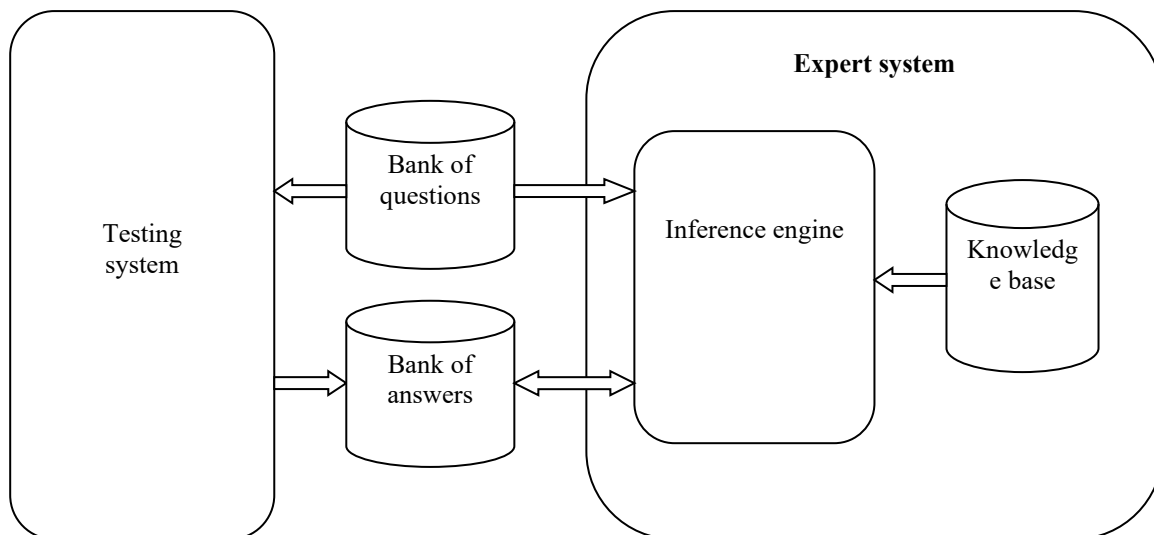 Expert system
Bank of
questions
Testing
system
Inference engine
Knowledg
e base
Bank of
answers